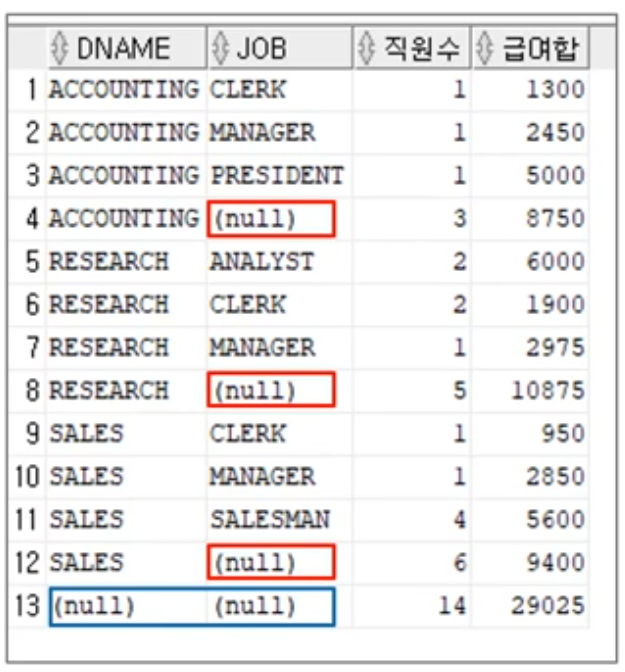 DNAME JOB 직원수 급여합
1 ACCOUNTING CLERK 1 1300
2 ACCOUNTING MANAGER 1 2450
3 ACCOUNTING PRESIDENT 1 5000
4 ACCOUNTING (null) 3 8750
5 RESEARCH ANALYST 2 6000
6 RESEARCH CLERK 2 1900
7 RESEARCH MANAGER 1 2975
8 RESEARCH (null) 5 10875
9 SALES CLERK 1 950
10 SALES MANAGER 1 2850
11 SALES SALESMAN 4 5600
12 SALES (null) 6 9400
13 (null) (null) 14 29025